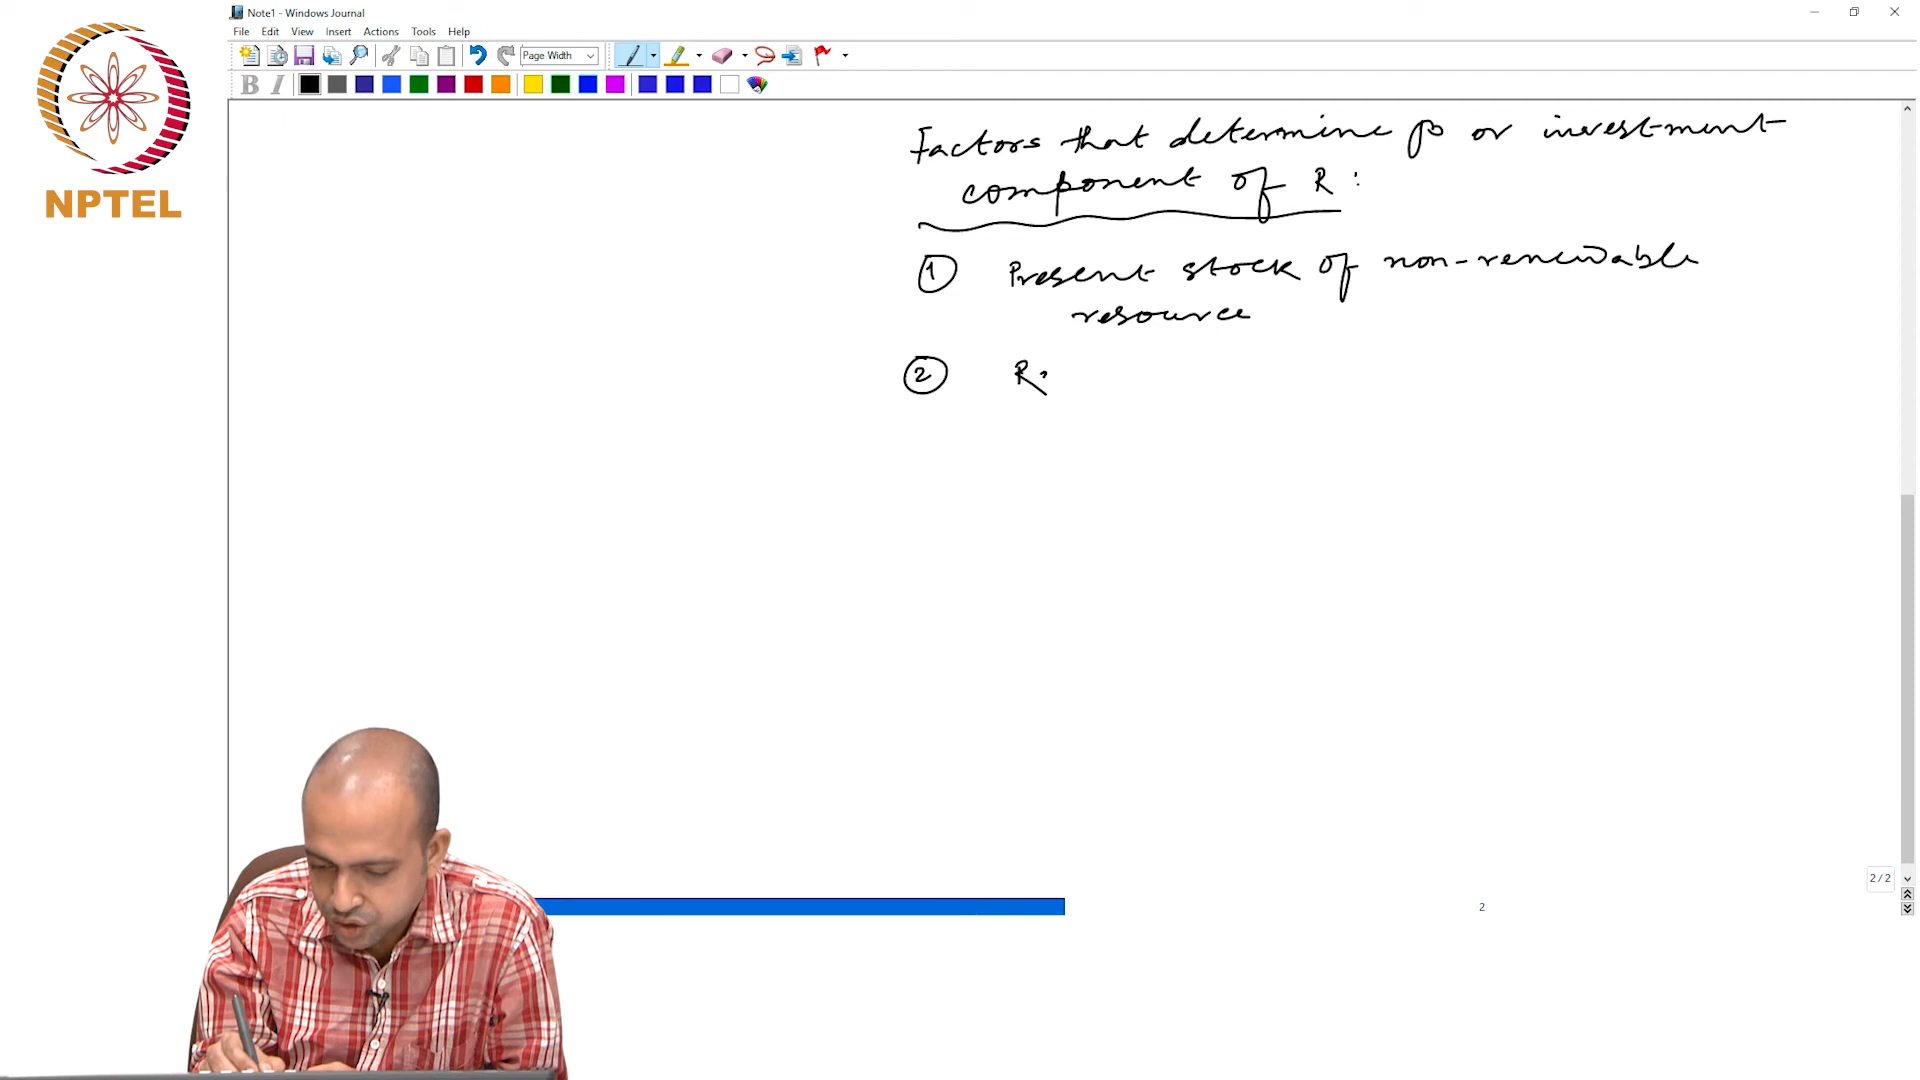 Note1 - Windows Journal
File Edit View Insert Actions Tools Help
Page Width
B I
NPTEL
Factors that determine β or investment
component of R :
1 Present stock of non-renewable
resource
2 R
2 / 2
2